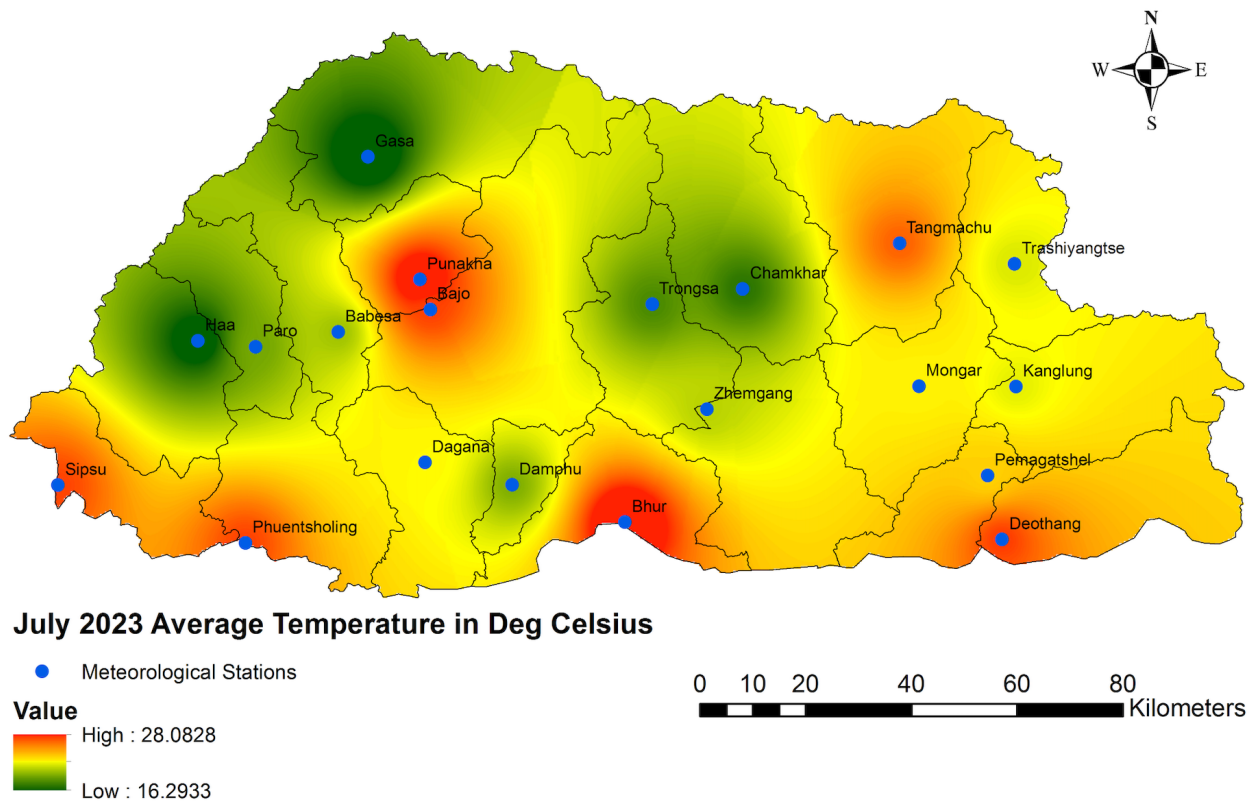 N
W E
S
Gasa
Tangmachu
Trashiyangtse
Punakha
Chamkhar
Bajo
Trongsa
Babesa
Haa
Paro
Mongar
Kanglung
Zhemgang
Dagana
Pemagatshel
Sipsu
Damphu
Bhur
Phuentsholing
Deothang
July 2023 Average Temperature in Deg Celsius
Meteorological Stations
0 10 20 40 60 80
Kilometers
Value
High : 28.0828
Low : 16.2933